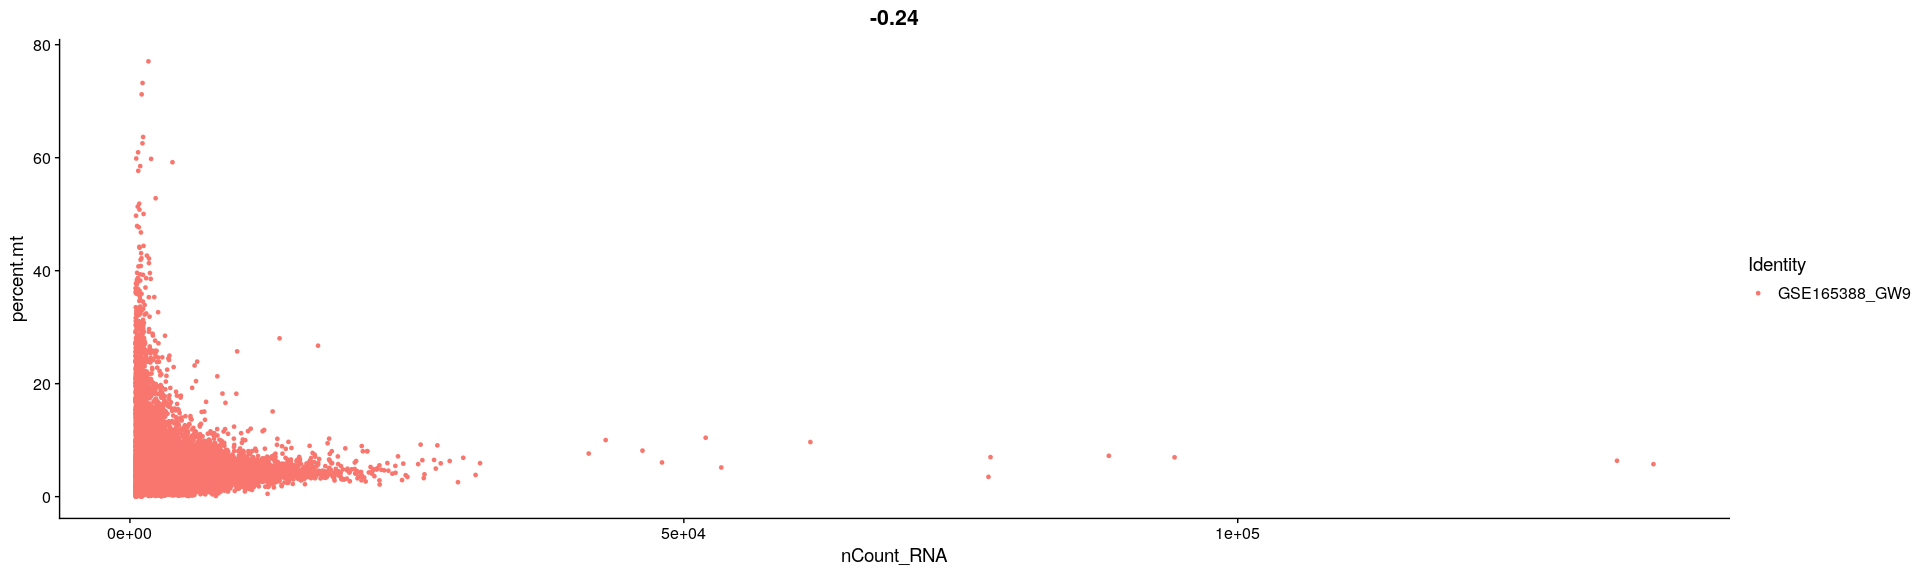 -0.24
80
60
40
20
0
percent.mt
0e+00
5e+04
1e+05
nCount_RNA
Identity
GSE165388_GW9